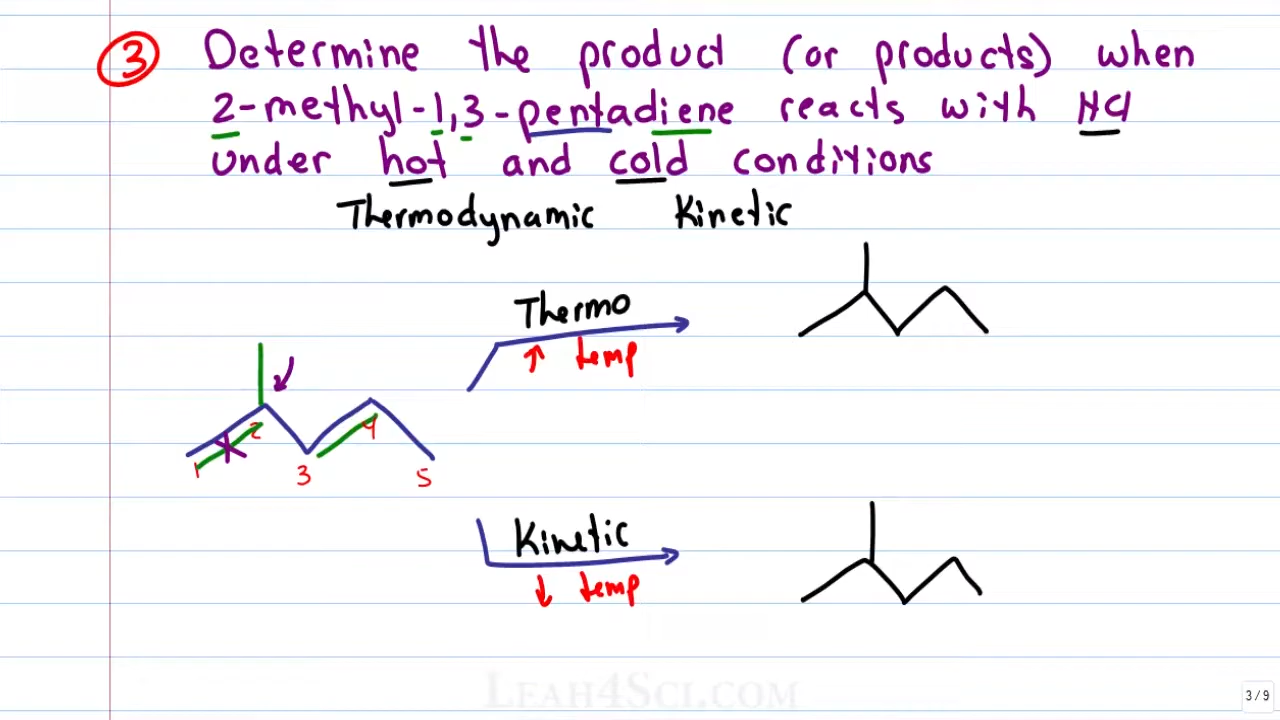 3 Determine the product (or products) when
2-methyl-1,3-pentadiene reacts with HCl
under hot and cold conditions
Thermodynamic Kinetic
Thermo
↑ temp
1 2 3 4 5
Kinetic
↓ temp
LEAH4SCI.COM
3/9